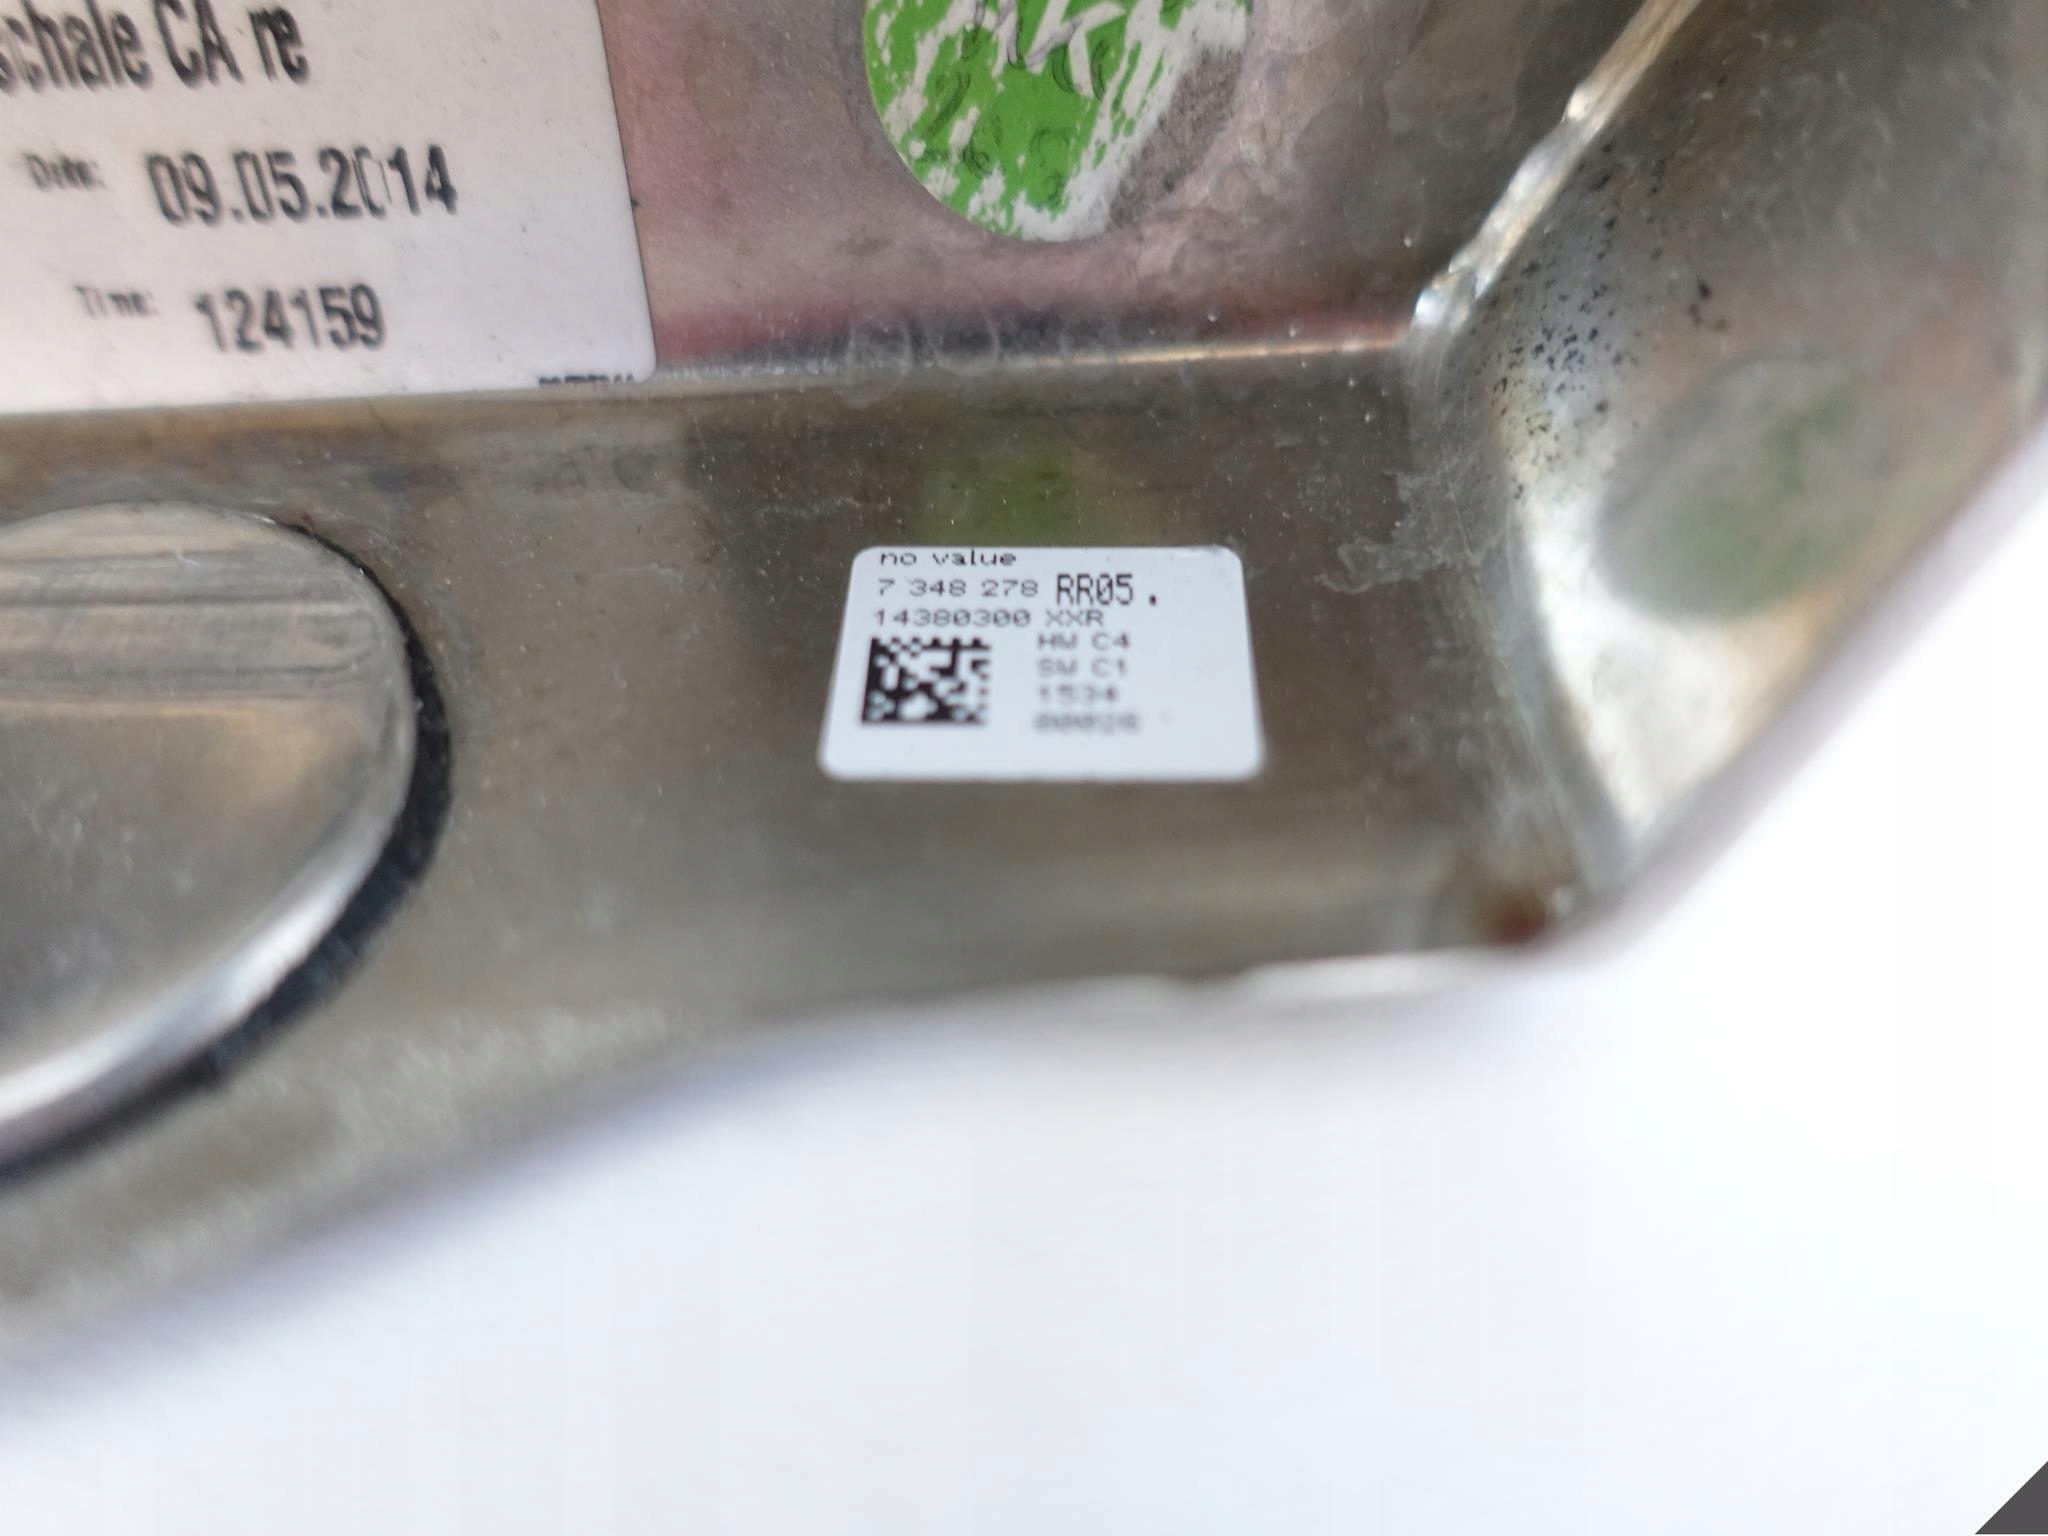 schale CA re
Date: 09.05.2014
Time: 124159
no value
7 348 278 RR05.
14380300 XXR
HW C4
SW C1
1534
00026